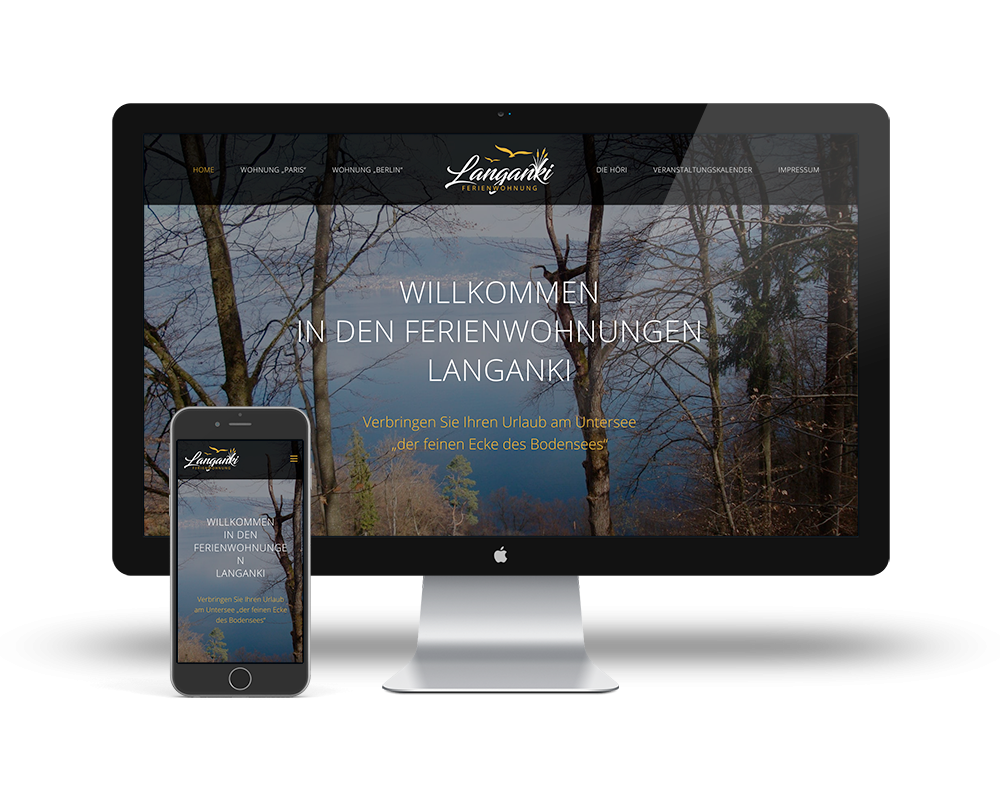 HOME WOHNUNG „PARIS“ WOHNUNG „BERLIN“ Langanki DIE HÖRI VERANSTALTUNGSKALENDER IMPRESSUM
FERIENWOHNUNG
WILLKOMMEN
IN DEN FERIENWOHNUNGEN
LANGANKI
Verbringen Sie Ihren Urlaub am Untersee
„der feinen Ecke des Bodensees“
Langanki
FERIENWOHNUNG
WILLKOMMEN
IN DEN
FERIENWOHNUNGE
N
LANGANKI
Verbringen Sie Ihren Urlaub
am Untersee „der feinen Ecke
des Bodensees“